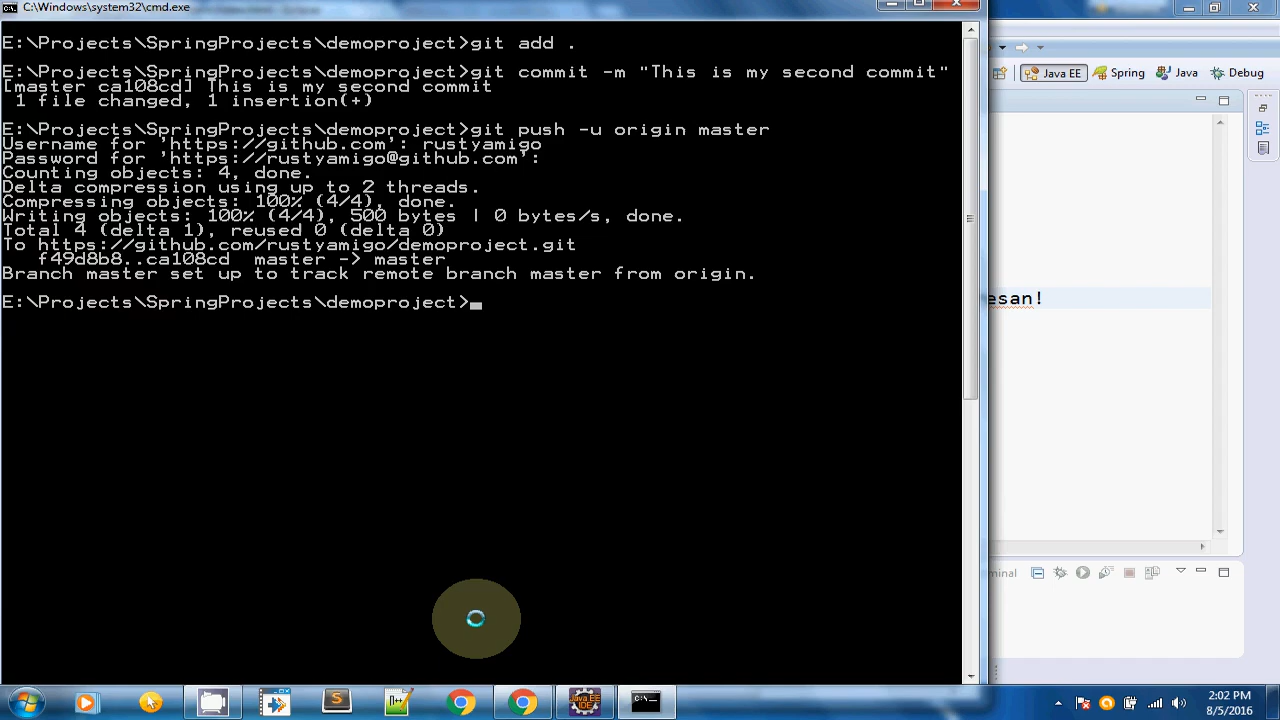 C:\Windows\system32\cmd.exe
E:\Projects\SpringProjects\demoproject>git add .
E:\Projects\SpringProjects\demoproject>git commit -m "This is my second commit"
[master ca108cd] This is my second commit
1 file changed, 1 insertion(+)
E:\Projects\SpringProjects\demoproject>git push -u origin master
Username for 'https://github.com': rustyamigo
Password for 'https://rustyamigo@github.com':
Counting objects: 4, done.
Delta compression using up to 2 threads.
Compressing objects: 100% (4/4), done.
Writing objects: 100% (4/4), 500 bytes | 0 bytes/s, done.
Total 4 (delta 1), reused 0 (delta 0)
To https://github.com/rustyamigo/demoproject.git
f49d8b8..ca108cd master -> master
Branch master set up to track remote branch master from origin.
E:\Projects\SpringProjects\demoproject>
Java EE Spring Java Debug
esan!
minal
Java EE
IDE
C:\
S
2:02 PM
8/5/2016